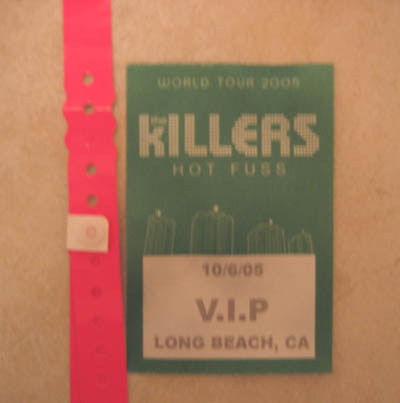 WORLD TOUR 2005
the
KILLERS
HOT FUSS
10/6/05
V.I.P
LONG BEACH, CA